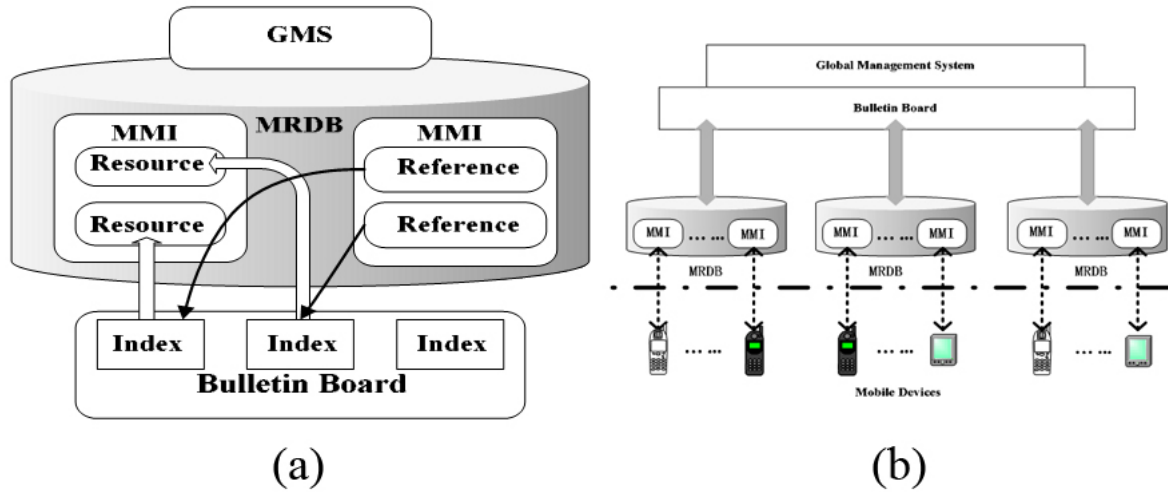 GMS
MRDB
MMI
Resource
Resource
MMI
Reference
Reference
Index
Index
Index
Bulletin Board
(a)
Global Management System
Bulletin Board
MMI ... ... MMI
MRDB
MMI ... ... MMI
MRDB
MMI ... ... MMI
MRDB
... ...
... ...
... ...
Mobile Devices
(b)